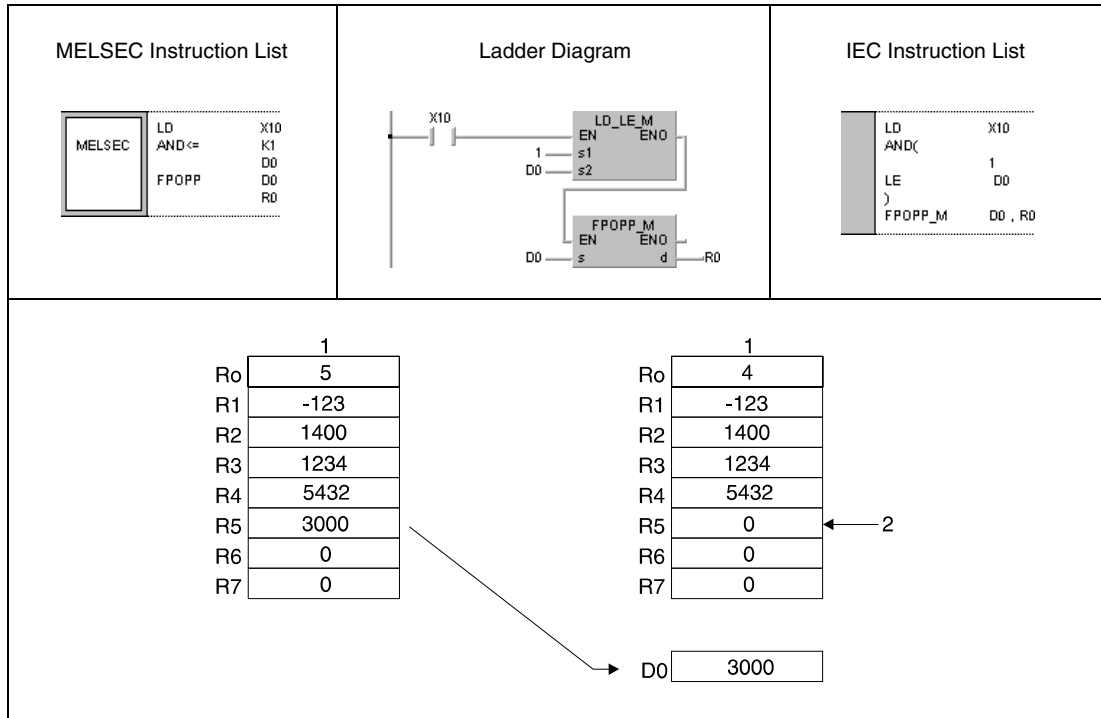 MELSEC Instruction List
Ladder Diagram
IEC Instruction List
MELSEC
LD X10
AND<= K1
D0
FPOPP D0
R0
X10
LD_LE_M
EN ENO
1 s1
D0 s2
FPOPP_M
EN ENO
D0 s d R0
LD X10
AND(
1
LE D0
)
FPOPP_M D0 , R0
1
Ro 5
R1 -123
R2 1400
R3 1234
R4 5432
R5 3000
R6 0
R7 0
1
Ro 4
R1 -123
R2 1400
R3 1234
R4 5432
R5 0 2
R6 0
R7 0
D0 3000